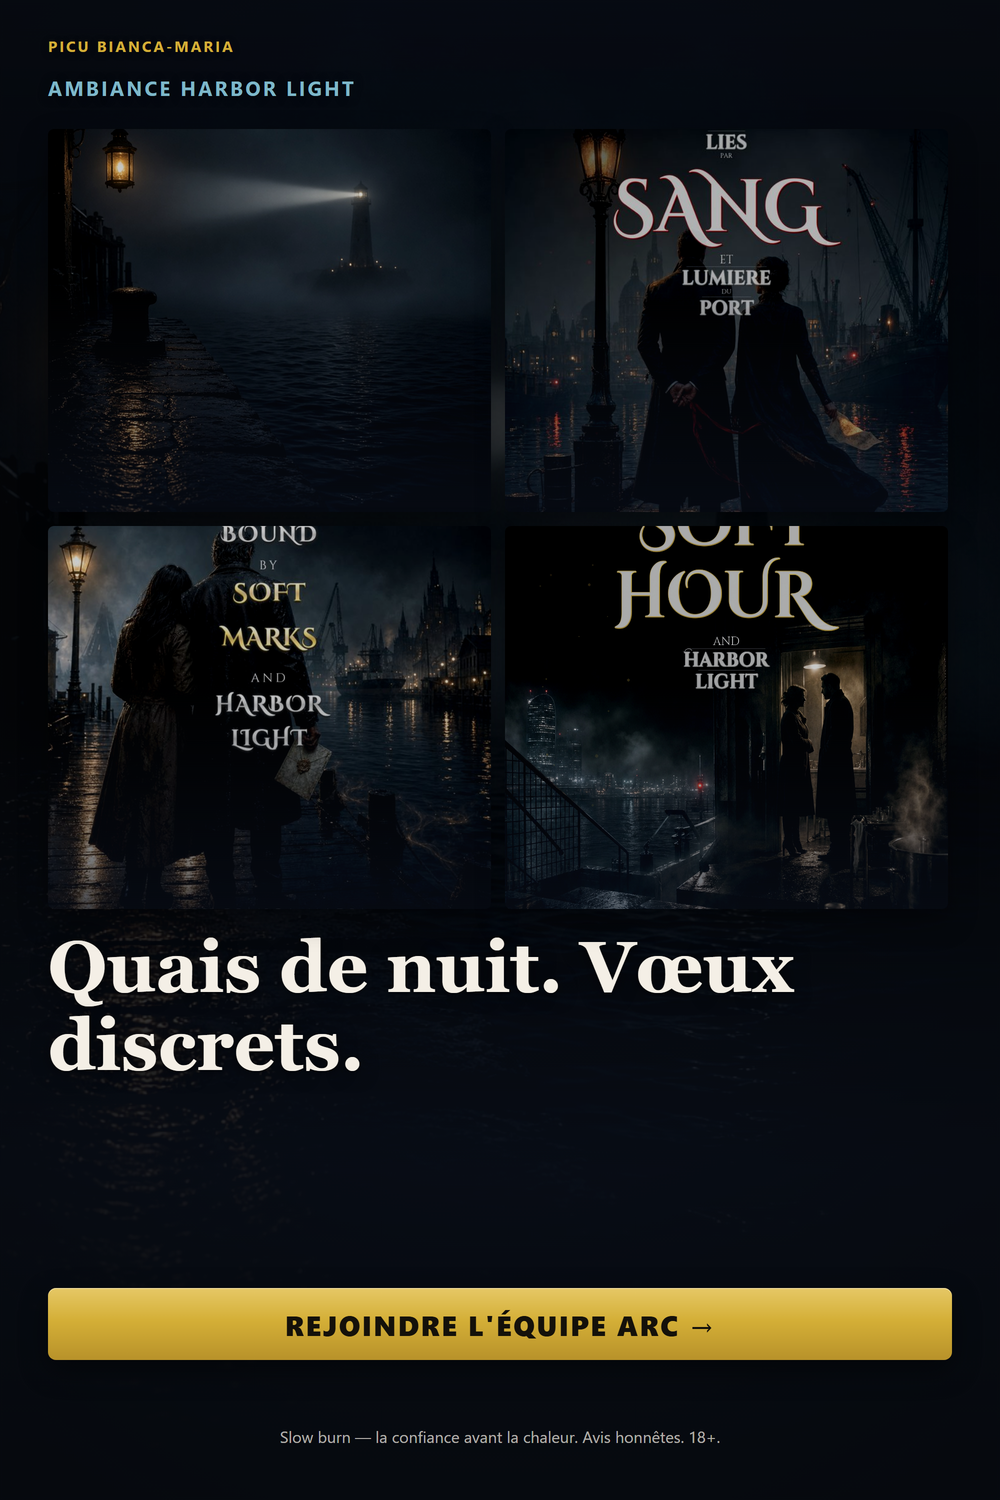 PICU BIANCA-MARIA
AMBIANCE HARBOR LIGHT
LIES
PAR
SANG
ET
LUMIERE
DU
PORT
BOUND
BY
SOFT
MARKS
AND
HARBOR
LIGHT
SOFT
HOUR
AND
HARBOR
LIGHT
Quais de nuit. Vœux
discrets.
REJOINDRE L'ÉQUIPE ARC →
Slow burn — la confiance avant la chaleur. Avis honnêtes. 18+.